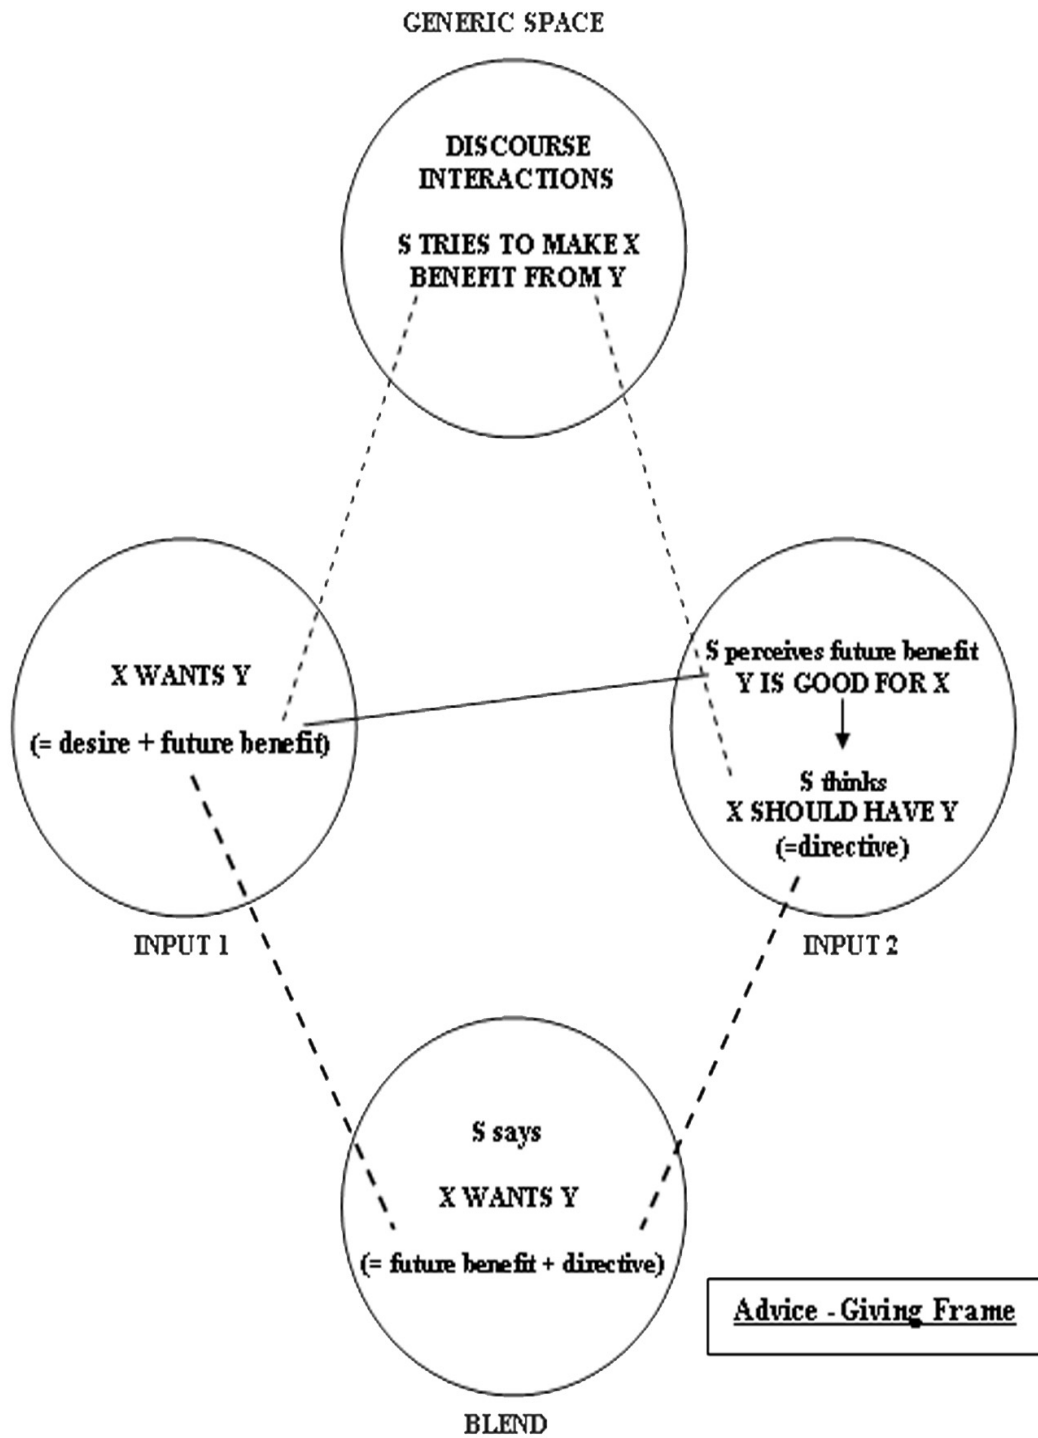 GENERIC SPACE
DISCOURSE
INTERACTIONS
S TRIES TO MAKE X
BENEFIT FROM Y
X WANTS Y
(= desire + future benefit)
INPUT 1
S perceives future benefit
Y IS GOOD FOR X
S thinks
X SHOULD HAVE Y
(=directive)
INPUT 2
S says
X WANTS Y
(= future benefit + directive)
BLEND
Advice - Giving Frame